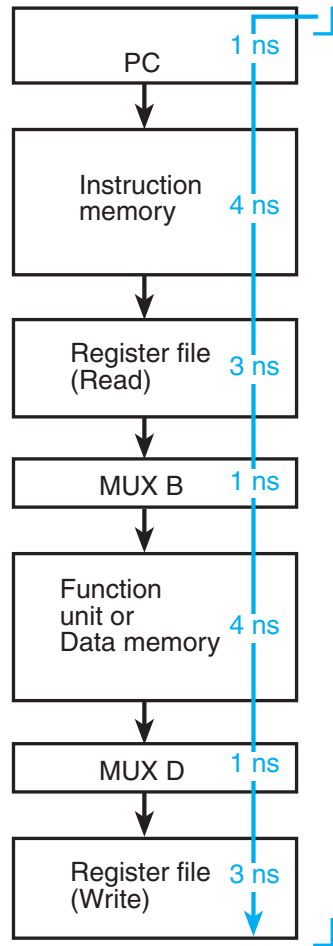 1 ns
PC
Instruction
memory
4 ns
Register file
(Read)
3 ns
MUX B
1 ns
Function
unit or
Data memory
4 ns
MUX D
1 ns
Register file
(Write)
3 ns